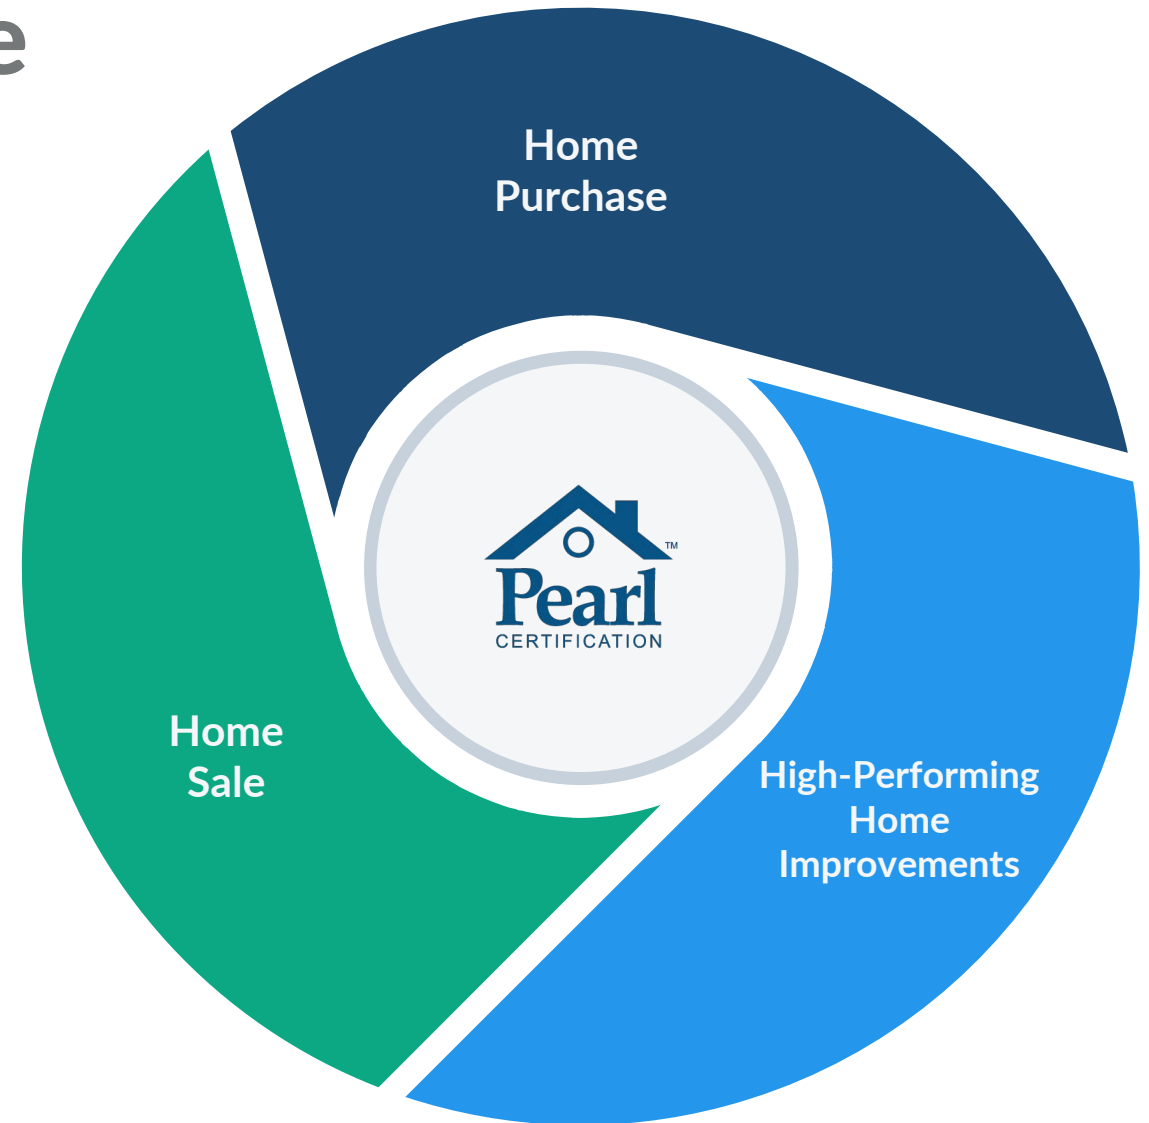 e
Home
Purchase
Pearl
TM
CERTIFICATION
Home
Sale
High-Performing
Home
Improvements